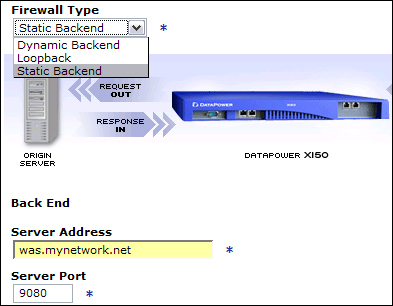 Firewall Type
Static Backend *
Dynamic Backend
Loopback
Static Backend
REQUEST
OUT
DATAPOWER
RESPONSE
IN
ORIGIN
SERVER
DATAPOWER XI50
Back End
Server Address
was.mynetwork.net *
Server Port
9080 *